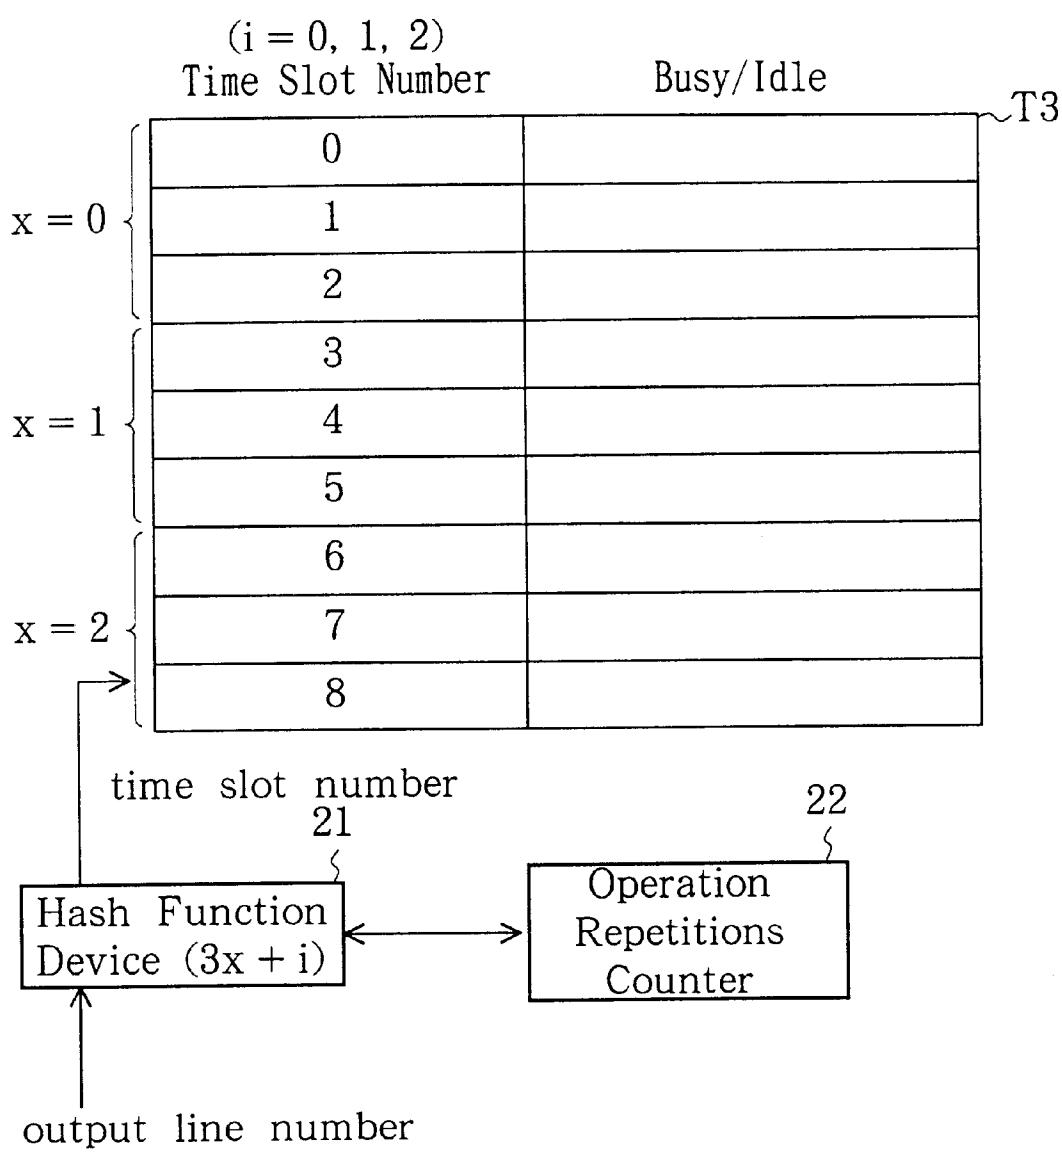 (i = 0, 1, 2)
Time Slot Number Busy/Idle
T3
0
1
x = 0
2
3
4
x = 1
5
6
7
x = 2
8
time slot number
21
22
Hash Function
Device (3x + i)
Operation
Repetitions
Counter
output line number